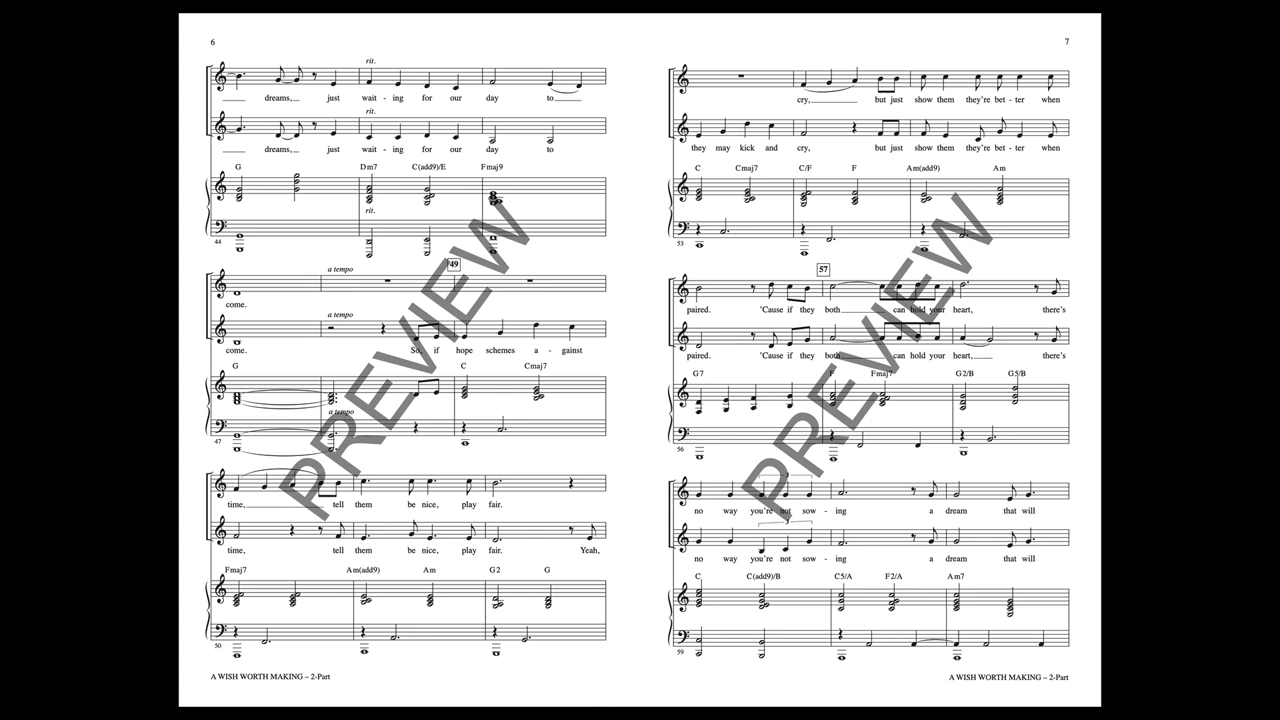 6
rit.
dreams, just wait - ing for our day to
rit.
dreams, just wait - ing for our day to
G Dm7 C(add9)/E Fmaj9
rit.
44
a tempo 49
come.
a tempo
come. So, if hope schemes a - gainst
G C Cmaj7
a tempo
47
time, tell them be nice, play fair.
time, tell them be nice, play fair. Yeah,
Fmaj7 Am(add9) Am G2 G
50
A WISH WORTH MAKING – 2-Part
7
cry, but just show them they're bet - ter when
they may kick and cry, but just show them they're bet - ter when
C Cmaj7 C/F F Am(add9) Am
53
57
paired. 'Cause if they both can hold your heart, there's
paired. 'Cause if they both can hold your heart, there's
G7 F Fmaj7 G2/B G5/B
56
3
no way you're not sow - ing a dream that will
3
no way you're not sow - ing a dream that will
C C(add9)/B C5/A F2/A Am7
59
A WISH WORTH MAKING – 2-Part
PREVIEW
PREVIEW